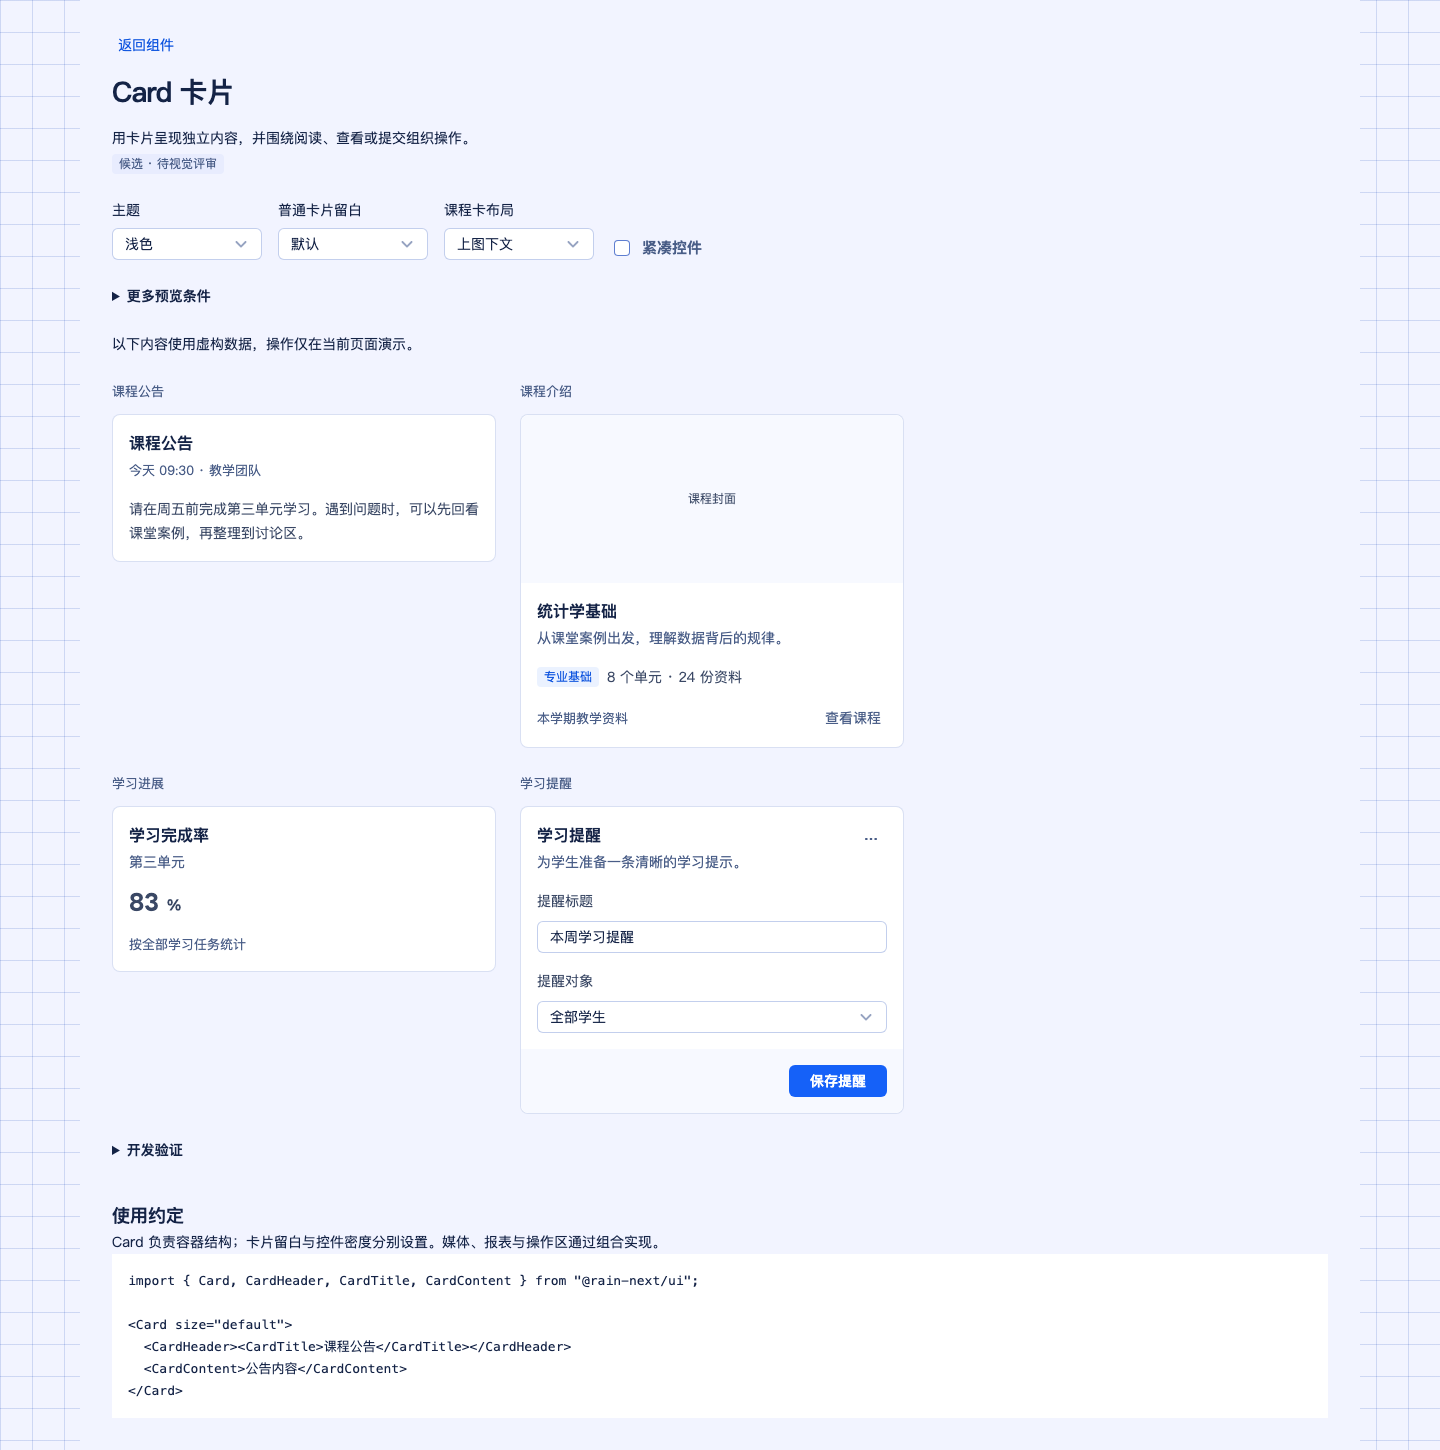 返回组件
Card 卡片
用卡片呈现独立内容，并围绕阅读、查看或提交组织操作。
候选 · 待视觉评审
主题
普通卡片留白
课程卡布局
浅色
默认
上图下文
紧凑控件
更多预览条件
以下内容使用虚构数据，操作仅在当前页面演示。
课程公告
课程公告
今天 09:30 · 教学团队
请在周五前完成第三单元学习。遇到问题时，可以先回看
课堂案例，再整理到讨论区。
课程介绍
课程封面
统计学基础
从课堂案例出发，理解数据背后的规律。
专业基础 8 个单元 · 24 份资料
本学期教学资料
查看课程
学习进展
学习完成率
第三单元
83 %
按全部学习任务统计
学习提醒
学习提醒
...
为学生准备一条清晰的学习提示。
提醒标题
本周学习提醒
提醒对象
全部学生
保存提醒
开发验证
使用约定
Card 负责容器结构；卡片留白与控件密度分别设置。媒体、报表与操作区通过组合实现。
import { Card, CardHeader, CardTitle, CardContent } from "@rain-next/ui";
<Card size="default">
  <CardHeader><CardTitle>课程公告</CardTitle></CardHeader>
  <CardContent>公告内容</CardContent>
</Card>